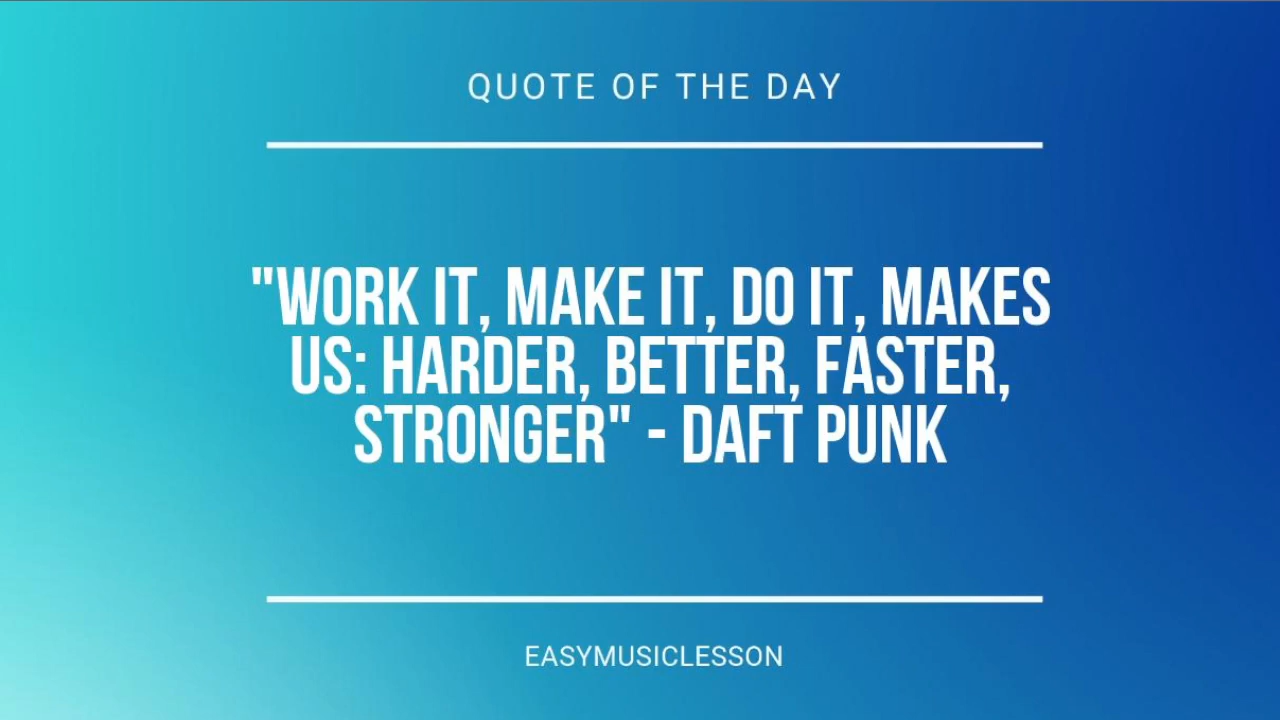 QUOTE OF THE DAY
"WORK IT, MAKE IT, DO IT, MAKES
US: HARDER, BETTER, FASTER,
STRONGER" - DAFT PUNK
EASYMUSICLESSON